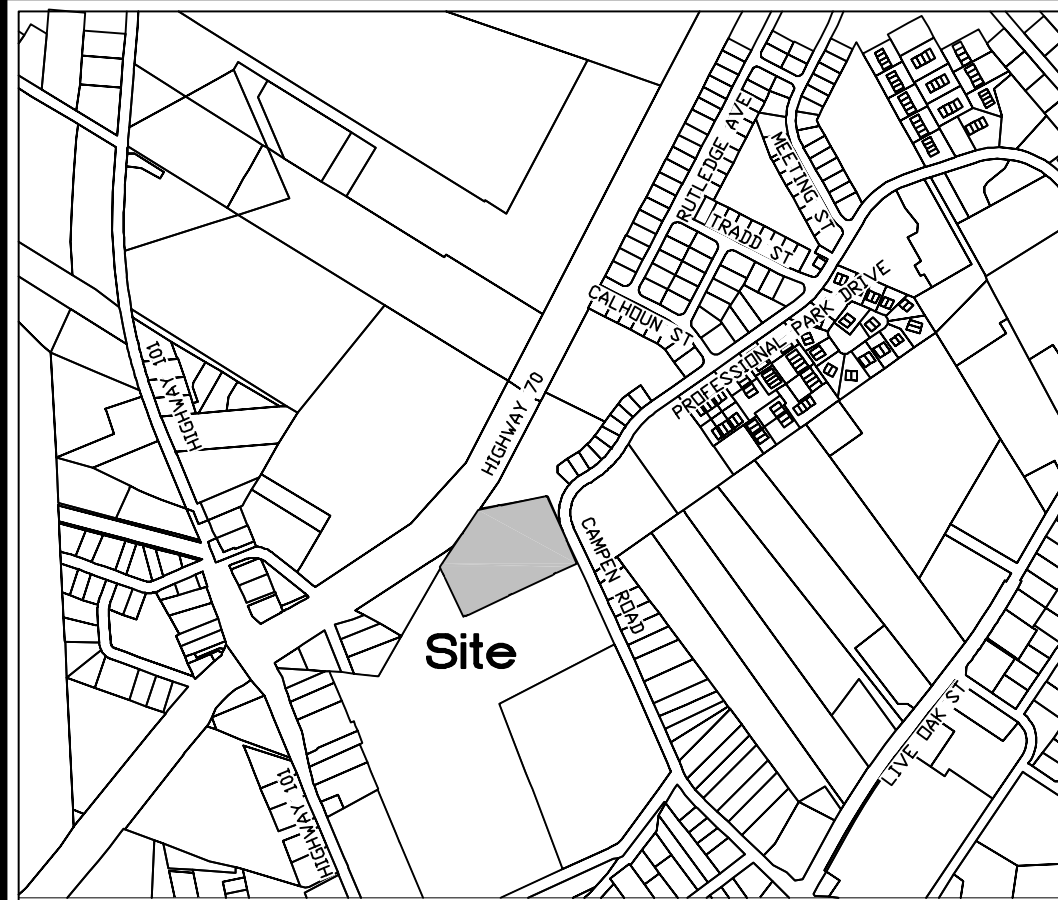 RUTLEDGE AVE
MEETING ST
TRADD ST
CALHOUN ST
PROFESSIONAL PARK DRIVE
HIGHWAY 101
HIGHWAY 70
CAMPEN ROAD
Site
LIVE OAK ST
HIGHWAY 101